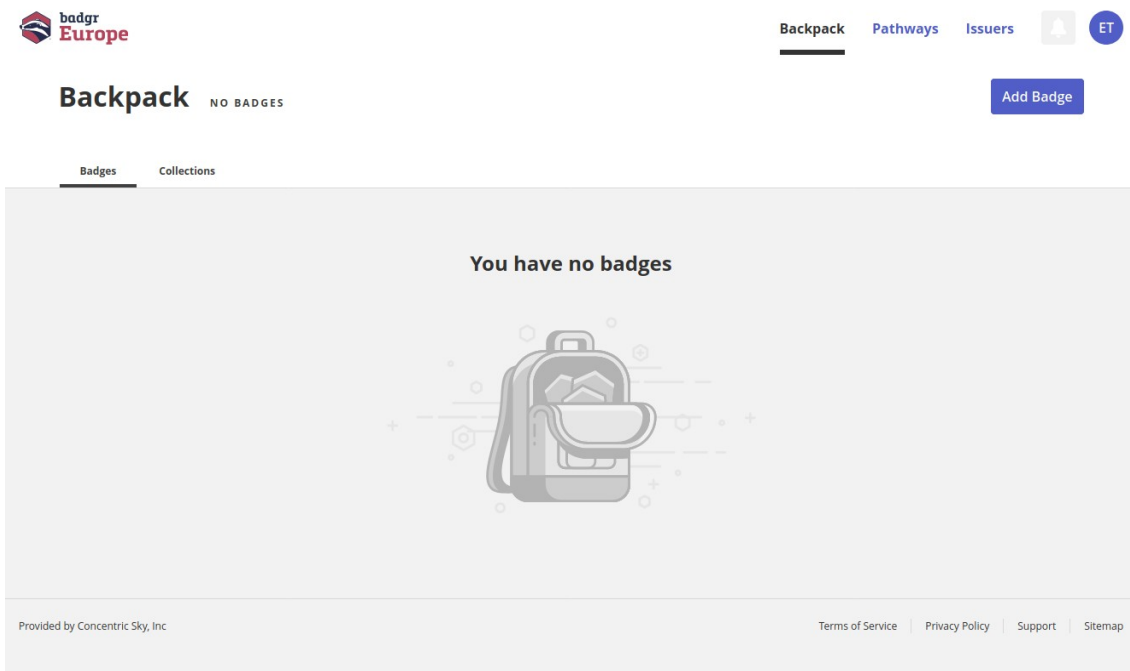 badgr
Europe
Backpack Pathways Issuers ET
Backpack NO BADGES Add Badge
Badges Collections
You have no badges
Provided by Concentric Sky, Inc Terms of Service Privacy Policy Support Sitemap